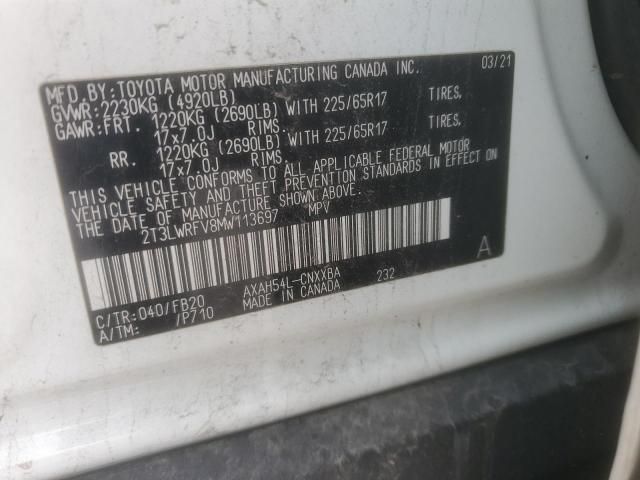 MFD.BY:TOYOTA MOTOR MANUFACTURING CANADA INC. 03/21
GVWR:2230KG (4920LB)
GAWR:FRT. 1220KG (2690LB) WITH 225/65R17 TIRES.
17x7.0J RIMS.
RR. 1220KG (2690LB) WITH 225/65R17 TIRES.
17x7.0J RIMS.
THIS VEHICLE CONFORMS TO ALL APPLICABLE FEDERAL MOTOR
VEHICLE SAFETY AND THEFT PREVENTION STANDARDS IN EFFECT ON
THE DATE OF MANUFACTURE SHOWN ABOVE.
2T3LWRFV8MW113697 MPV
A
C/TR:040/FB20 AXAH54L-CNXXBA 232
A/TM: /P710 MADE IN CANADA